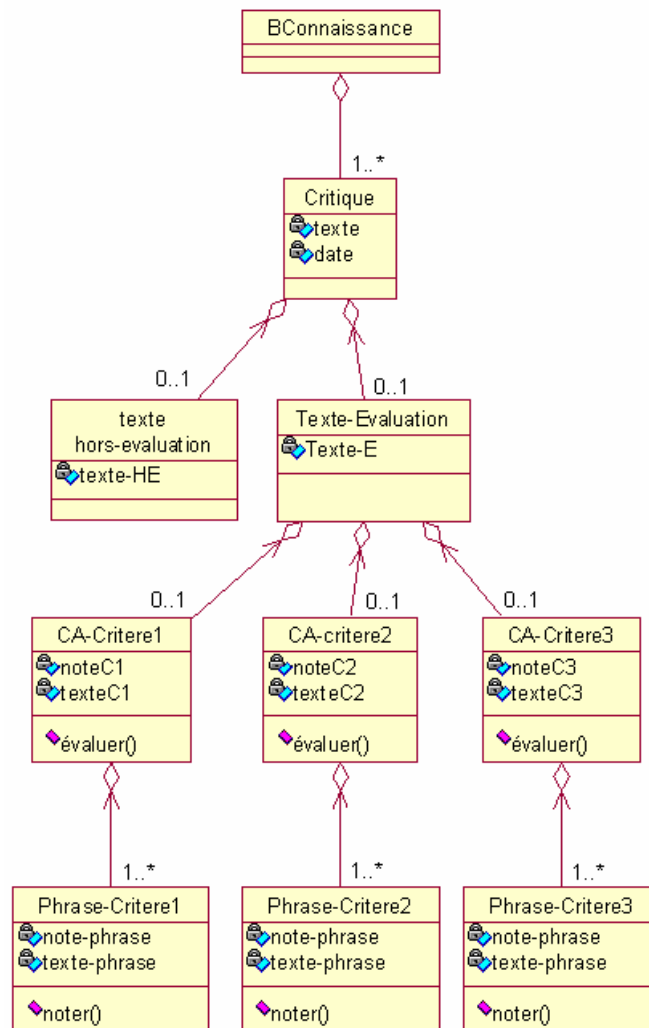 BConnaissance
1..*
Critique
texte
date
0..1
0..1
texte
hors-evaluation
texte-HE
Texte-Evaluation
Texte-E
0..1
0..1
0..1
CA-Critere1
noteC1
texteC1
évaluer()
CA-critere2
noteC2
texteC2
évaluer()
CA-Critere3
noteC3
texteC3
évaluer()
1..*
1..*
1..*
Phrase-Critere1
note-phrase
texte-phrase
noter()
Phrase-Critere2
note-phrase
texte-phrase
noter()
Phrase-Critere3
note-phrase
texte-phrase
noter()